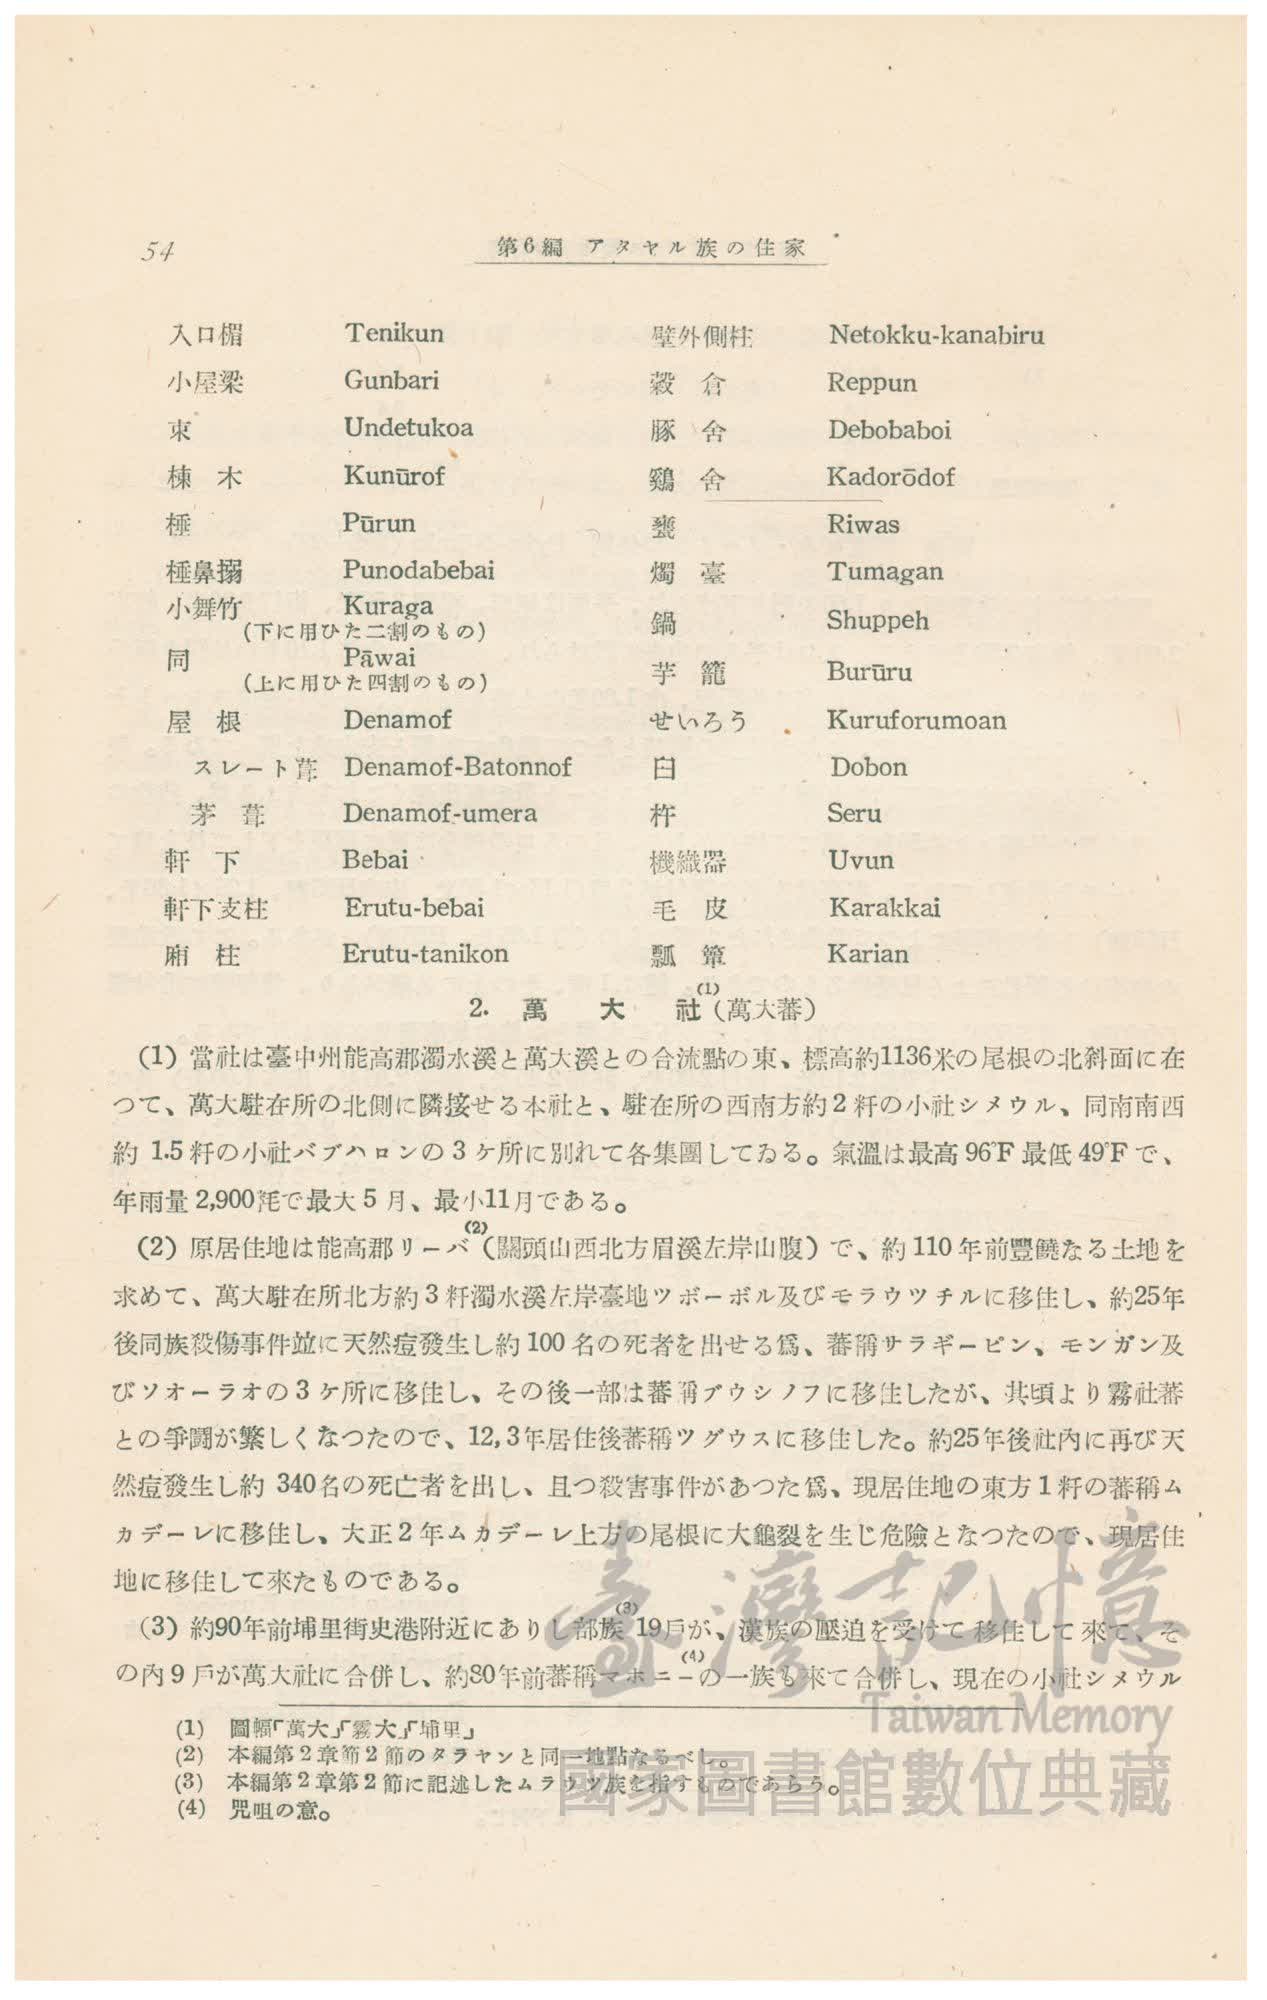 54
第6編 アタヤル族の住家
入口楣 Tenikun
小屋梁 Gunbari
束 Undetukoa
棟木 Kunūrof
棰 Pūrun
棰鼻搦 Punodabebai
小舞竹 Kuraga
(下に用ひた二割のもの)
同 Pāwai
(上に用ひた四割のもの)
屋根 Denamof
スレート葺 Denamof-Batonnof
茅葺 Denamof-umera
軒下 Bebai
軒下支柱 Erutu-bebai
廂柱 Erutu-tanikon
壁外側柱 Netokku-kanabiru
穀倉 Reppun
豚舍 Debobaboi
鷄舍 Kadorōdof
甕 Riwas
燭臺 Tumagan
鍋 Shuppeh
芋籠 Burūru
せいろう Kuruforumoan
臼 Dobon
杵 Seru
機織器 Uvun
毛皮 Karakkai
瓢簞 Karian
2. 萬大社(1)(萬大蕃)
(1) 當社は臺中州能高郡濁水溪と萬大溪との合流點の東、標高約1136米の尾根の北斜面に在
つて、萬大駐在所の北側に隣接せる本社と、駐在所の西南方約2粁の小社シメウル、同南南西
約1.5粁の小社バブハロンの3ケ所に別れて各集團してゐる。氣溫は最高96°F最低49°Fで、
年雨量2,900粍で最大5月、最小11月である。
(2) 原居住地は能高郡リーバ(2)(關頭山西北方眉溪左岸山腹)で、約110年前豐饒なる土地を
求めて、萬大駐在所北方約3粁濁水溪左岸臺地ツボーボル及びモラウツチルに移住し、約25年
後同族殺傷事件竝に天然痘發生し約100名の死者を出せる爲、蕃稱サラギービン、モンガン及
びソオーラオの3ケ所に移住し、その後一部は蕃稱アウシノフに移住したが、其頃より霧社蕃
との爭鬪が繁しくなつたので、12,3年居住後蕃稱ツグウスに移住した。約25年後社內に再び天
然痘發生し約340名の死亡者を出し、且つ殺害事件があつた爲、現居住地の東方1粁の蕃稱ム
カデーレに移住し、大正2年ムカデーレ上方の尾根に大龜裂を生じ危險となつたので、現居住
地に移住して來たものである。
(3) 約90年前埔里街史港附近にありし部族(3)19戶が、漢族の壓迫を受けて移住して來て、そ
の內9戶が萬大社に合併し、約80年前蕃稱マホニー(4)の一族も來て合併し、現在の小社シメウル
(1) 圖幅「萬大」「霧大」「埔里」
(2) 本編第2章第2節のタラヤンと同一地點なるべし。
(3) 本編第2章第2節に記述したムラウツ族を指すものであらう。
(4) 咒咀の意。
臺灣記憶
Taiwan Memory
國家圖書館數位典藏